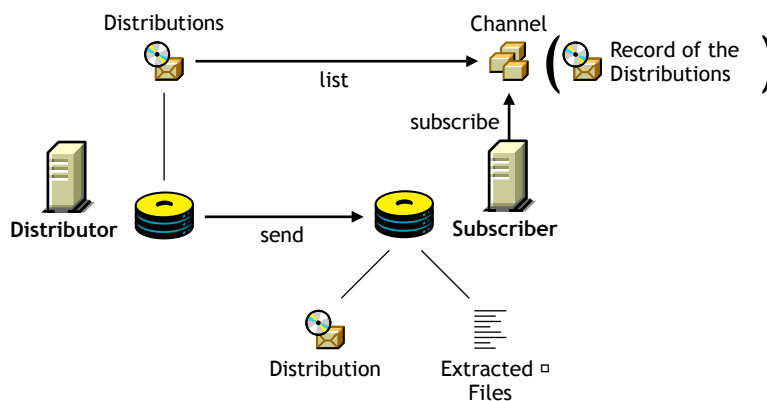 Distributions
Channel
Record of the
Distributions
list
subscribe
Distributor
send
Subscriber
Distribution
Extracted
Files